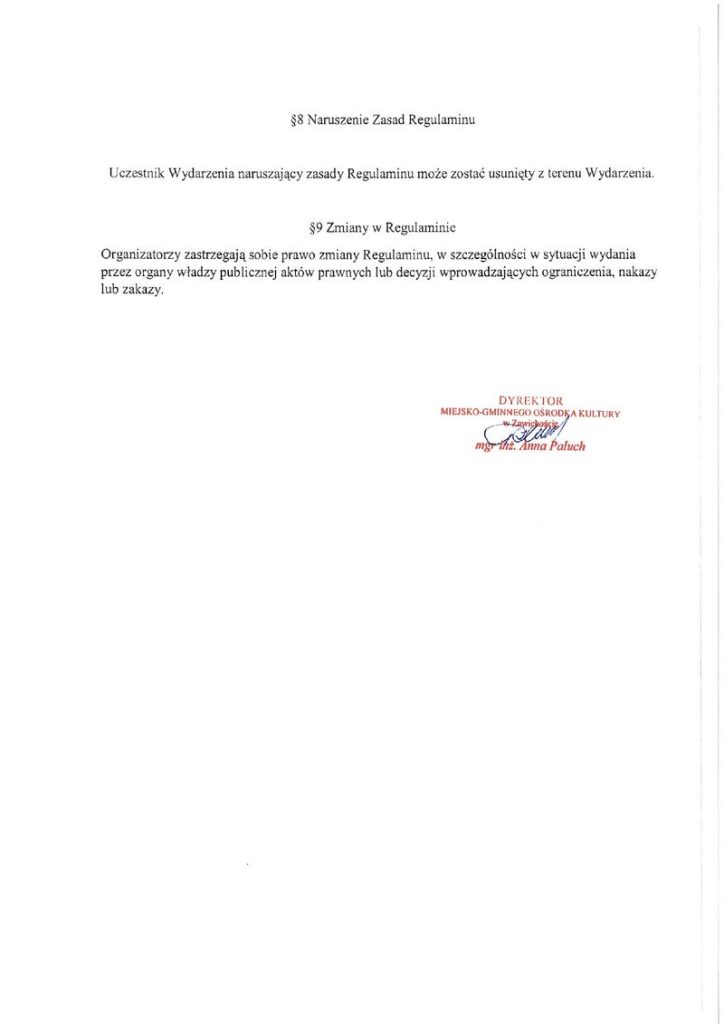 §8 Naruszenie Zasad Regulaminu
Uczestnik Wydarzenia naruszający zasady Regulaminu może zostać usunięty z terenu Wydarzenia.
§9 Zmiany w Regulaminie
Organizatorzy zastrzegają sobie prawo zmiany Regulaminu, w szczególności w sytuacji wydania
przez organy władzy publicznej aktów prawnych lub decyzji wprowadzających ograniczenia, nakazy
lub zakazy.
DYREKTOR
MIEJSKO-GMINNEGO OŚRODKA KULTURY
w Zawichoście
mgr inż. Anna Paluch